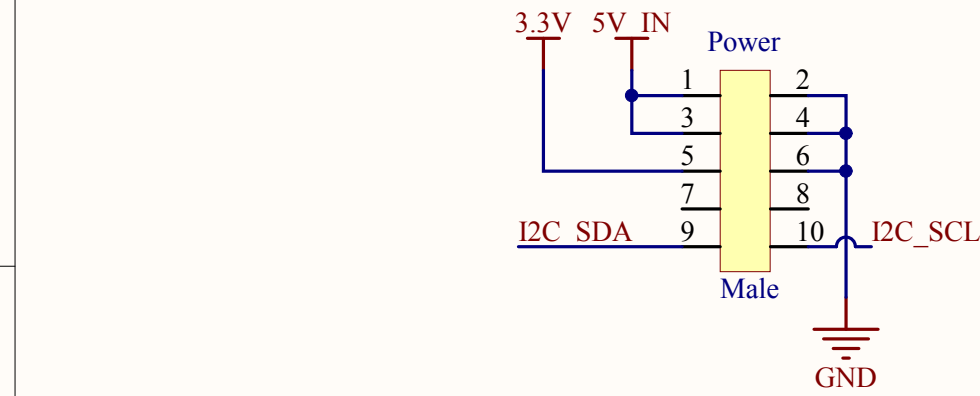 3.3V 5V_IN
Power
1 2
3 4
5 6
7 8
I2C_SDA 9 10 I2C_SCL
Male
GND